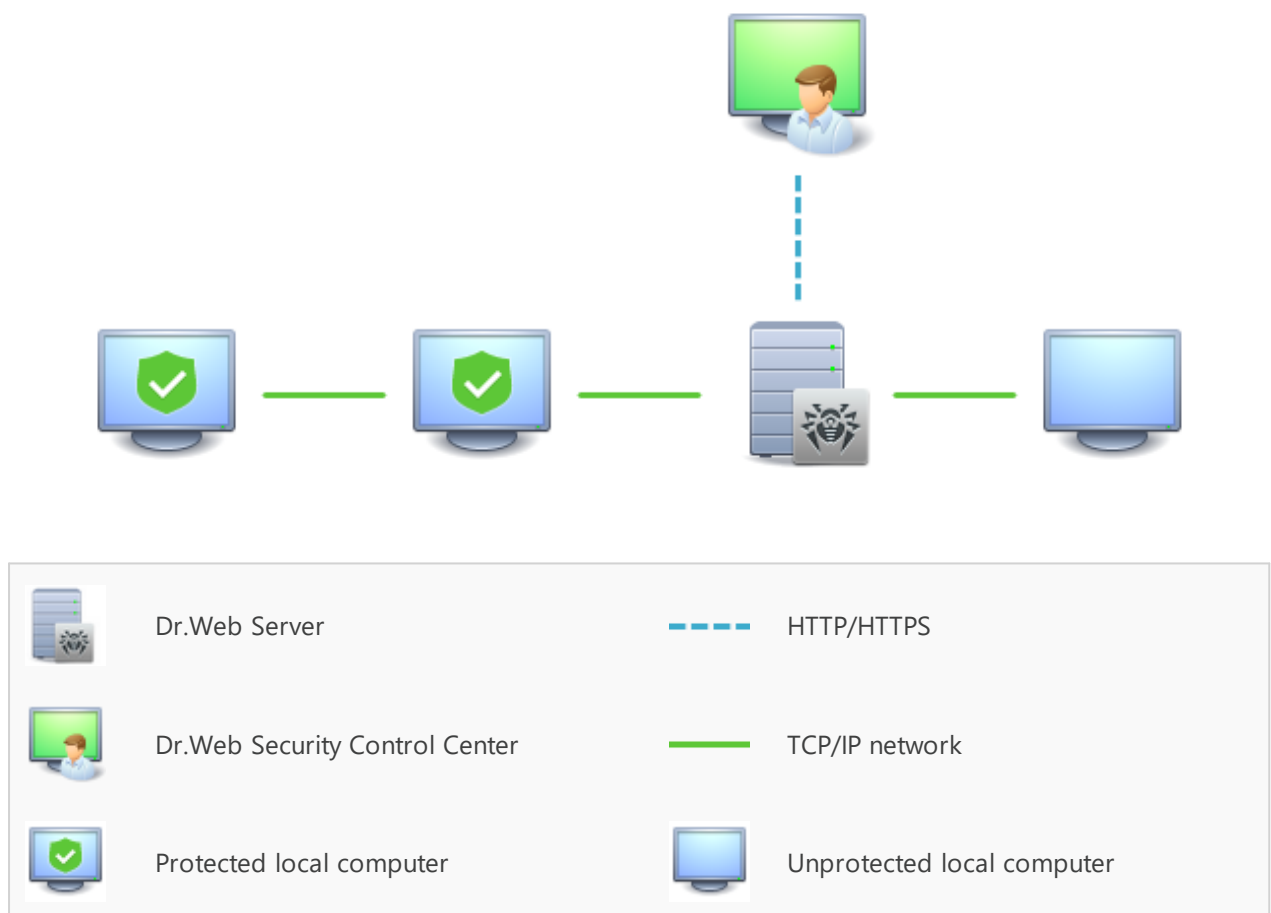 Dr.Web Server
HTTP/HTTPS
Dr.Web Security Control Center
TCP/IP network
Protected local computer
Unprotected local computer